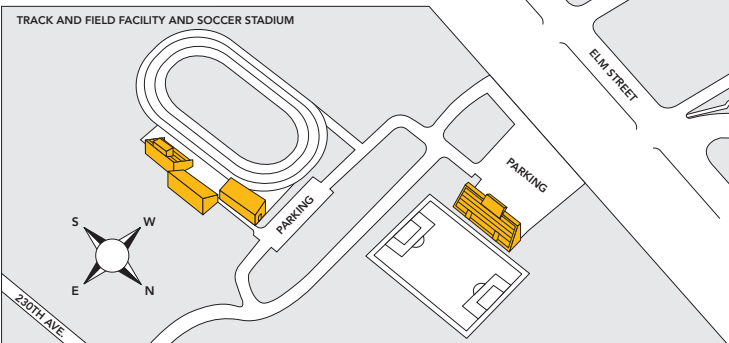 TRACK AND FIELD FACILITY AND SOCCER STADIUM
ELM STREET
PARKING
PARKING
S
W
E
N
230TH AVE.